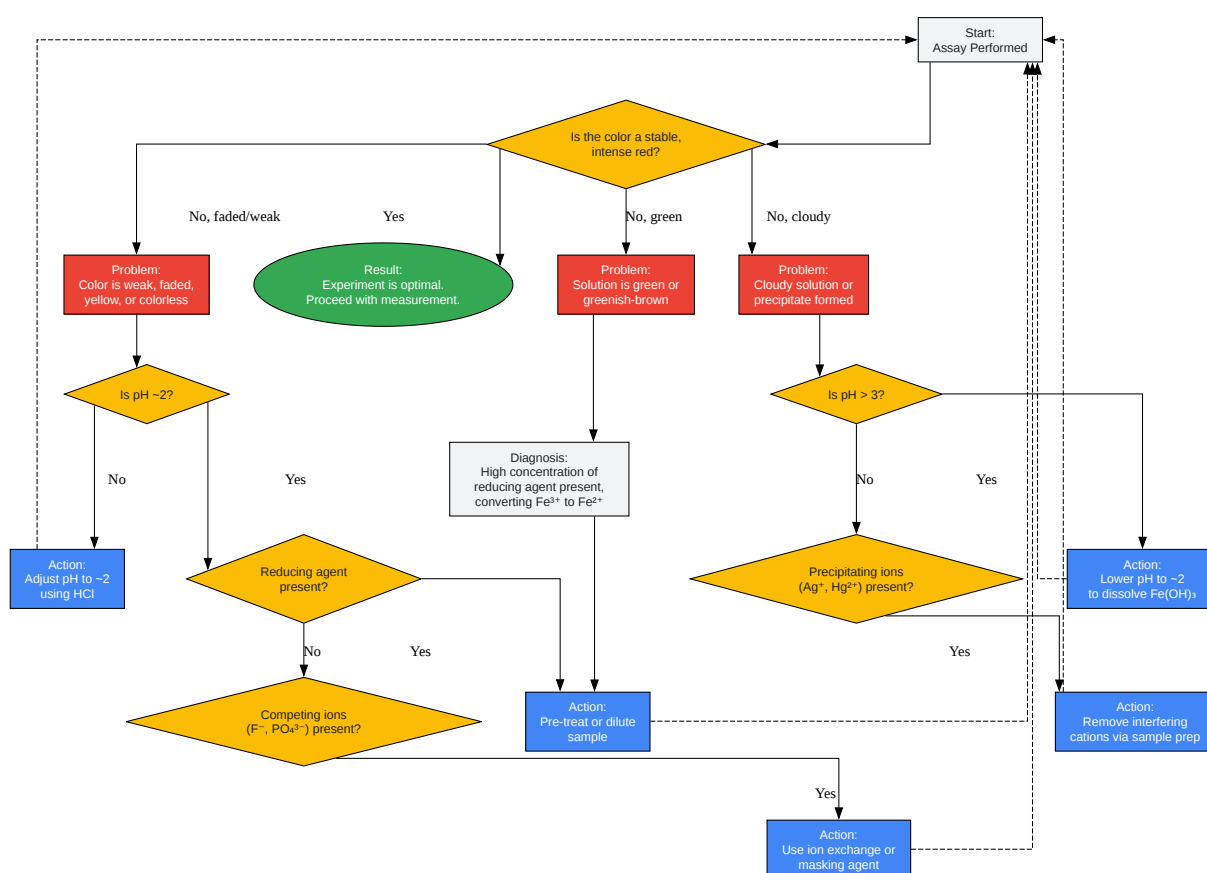 Start:
Assay Performed
Is the color a stable,
intense red?
No, faded/weak
Yes
No, green
No, cloudy
Problem:
Color is weak, faded,
yellow, or colorless
Result:
Experiment is optimal.
Proceed with measurement.
Problem:
Solution is green or
greenish-brown
Problem:
Cloudy solution or
precipitate formed
Is pH ~2?
Is pH > 3?
No
Yes
Diagnosis:
High concentration of
reducing agent present,
converting Fe³⁺ to Fe²⁺
No
Yes
Action:
Adjust pH to ~2
using HCl
Reducing agent
present?
Precipitating ions
(Ag⁺, Hg²⁺) present?
Action:
Lower pH to ~2
to dissolve Fe(OH)₃
No
Yes
Yes
Competing ions
(F⁻, PO₄³⁻) present?
Action:
Pre-treat or dilute
sample
Action:
Remove interfering
cations via sample prep
Yes
Action:
Use ion exchange or
masking agent